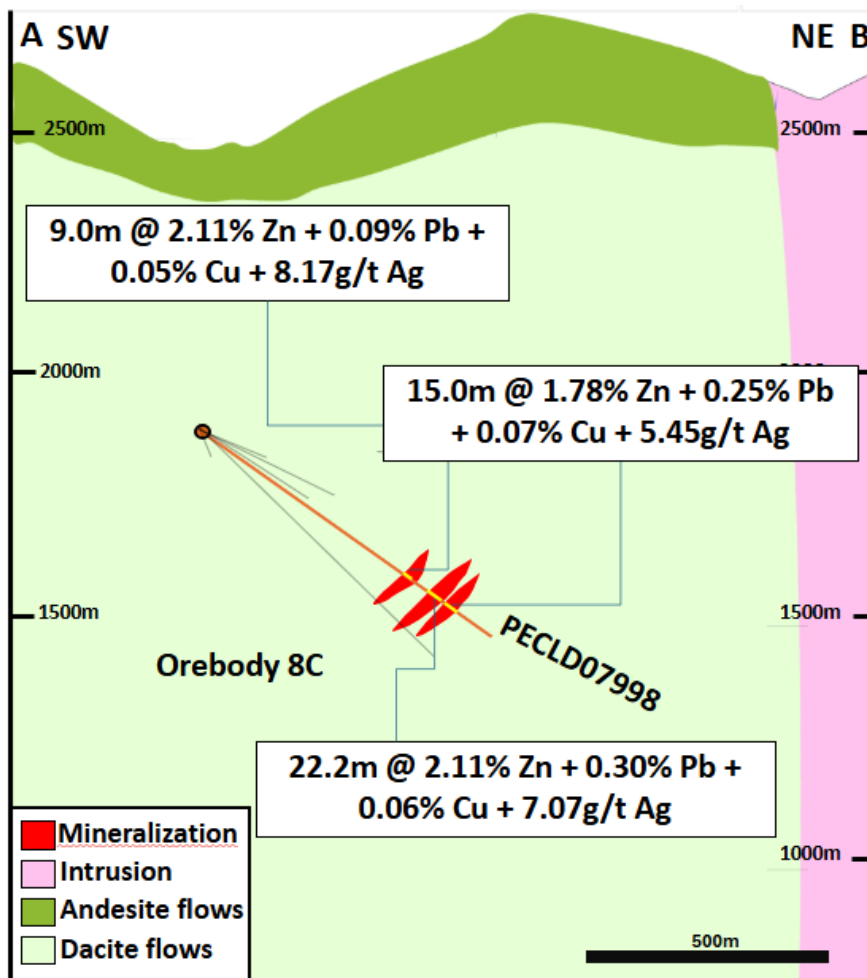 A SW
NE B
2500m
2500m
9.0m @ 2.11% Zn + 0.09% Pb +
0.05% Cu + 8.17g/t Ag
2000m
15.0m @ 1.78% Zn + 0.25% Pb
+ 0.07% Cu + 5.45g/t Ag
1500m
1500m
PECLD07998
Orebody 8C
22.2m @ 2.11% Zn + 0.30% Pb +
0.06% Cu + 7.07g/t Ag
Mineralization
Intrusion
Andesite flows
Dacite flows
1000m
500m